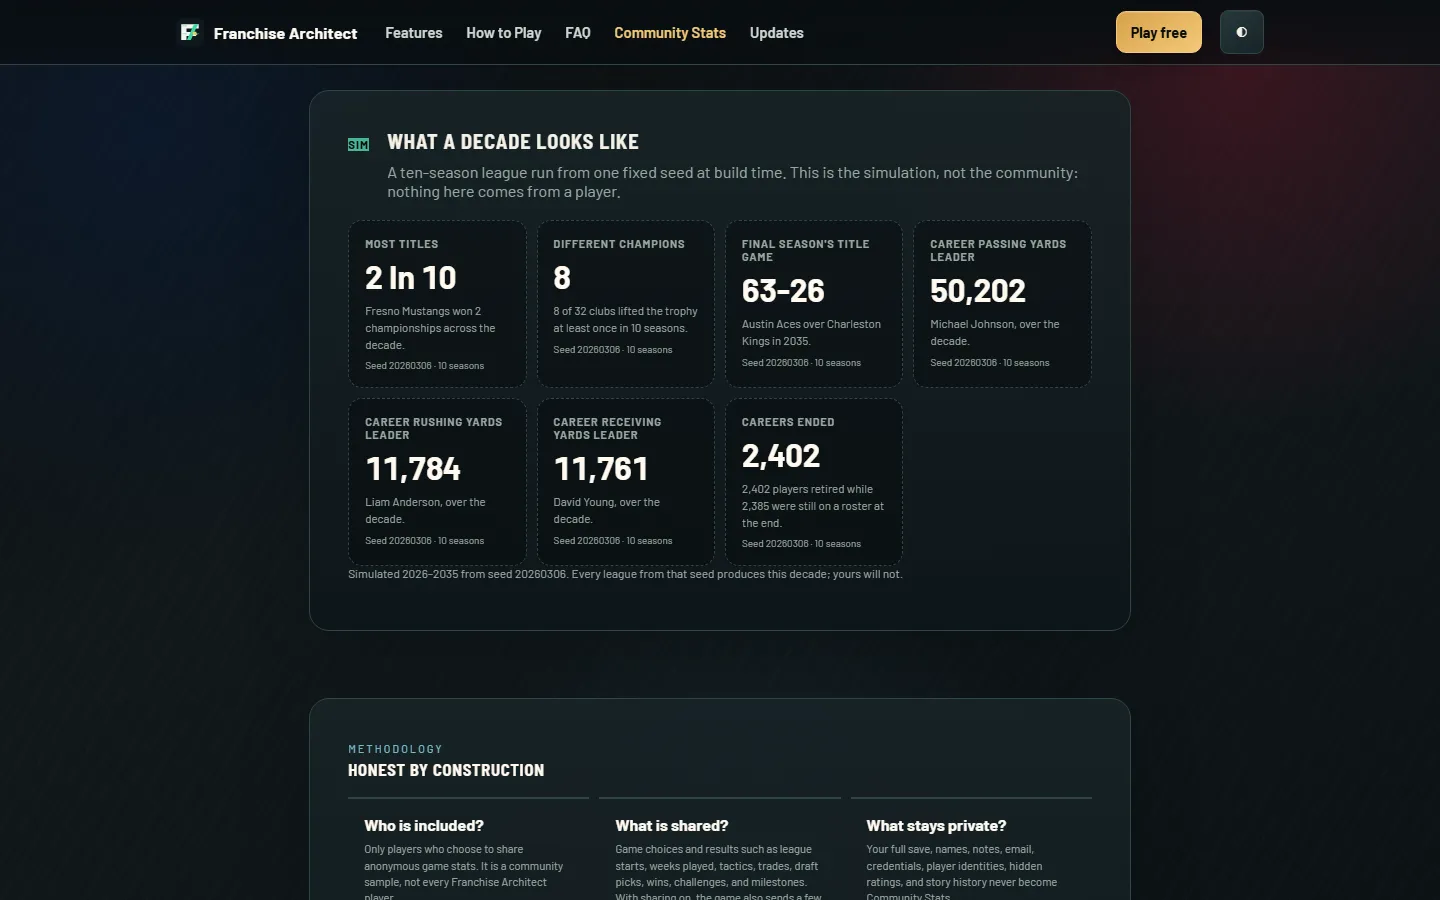 Franchise Architect
Features
How to Play
FAQ
Community Stats
Updates
Play free
SIM
WHAT A DECADE LOOKS LIKE
A ten-season league run from one fixed seed at build time. This is the simulation, not the community:
nothing here comes from a player.
MOST TITLES
2 In 10
Fresno Mustangs won 2
championships across the
decade.
Seed 20260306 · 10 seasons
DIFFERENT CHAMPIONS
8
8 of 32 clubs lifted the trophy
at least once in 10 seasons.
Seed 20260306 · 10 seasons
FINAL SEASON'S TITLE
GAME
63-26
Austin Aces over Charleston
Kings in 2035.
Seed 20260306 · 10 seasons
CAREER PASSING YARDS
LEADER
50,202
Michael Johnson, over the
decade.
Seed 20260306 · 10 seasons
CAREER RUSHING YARDS
LEADER
11,784
Liam Anderson, over the
decade.
Seed 20260306 · 10 seasons
CAREER RECEIVING
YARDS LEADER
11,761
David Young, over the
decade.
Seed 20260306 · 10 seasons
CAREERS ENDED
2,402
2,402 players retired while
2,385 were still on a roster at
the end.
Seed 20260306 · 10 seasons
Simulated 2026–2035 from seed 20260306. Every league from that seed produces this decade; yours will not.
METHODOLOGY
HONEST BY CONSTRUCTION
Who is included?
Only players who choose to share
anonymous game stats. It is a community
sample, not every Franchise Architect
player.
What is shared?
Game choices and results such as league
starts, weeks played, tactics, trades, draft
picks, wins, challenges, and milestones.
With sharing on, the game also sends a few
What stays private?
Your full save, names, notes, email,
credentials, player identities, hidden
ratings, and story history never become
Community Stats.